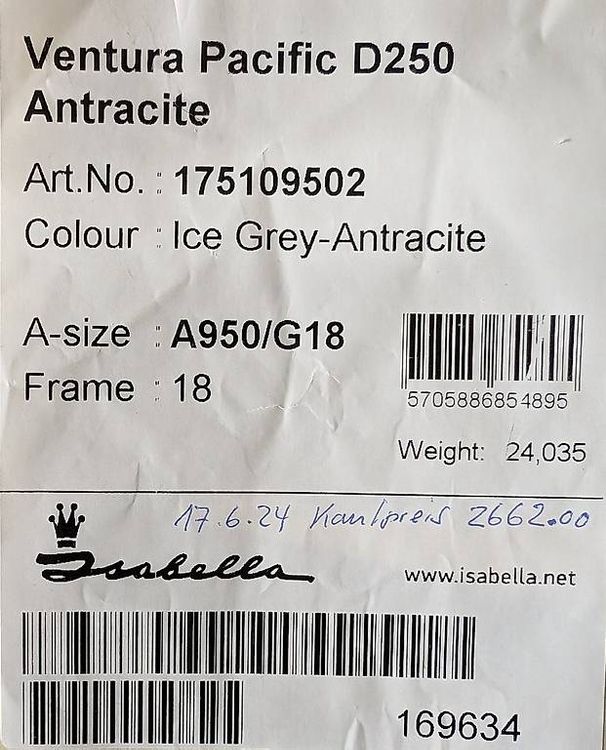 Ventura Pacific D250
Antracite
Art.No. : 175109502
Colour : Ice Grey-Antracite
A-size : A950/G18
Frame : 18
5705886854895
Weight: 24,035
17.6.24 Kaufpreis 2662.00
Isabella
www.isabella.net
169634